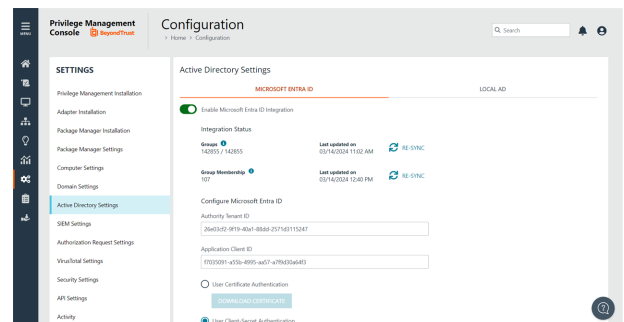 MENU
Privilege Management
Console BeyondTrust
Configuration
Home > Configuration
Search
SETTINGS
Privilege Management Installation
Adapter Installation
Package Manager Installation
Package Manager Settings
Computer Settings
Domain Settings
Active Directory Settings
SIEM Settings
Authorization Request Settings
VirusTotal Settings
Security Settings
API Settings
Activity
Active Directory Settings
MICROSOFT ENTRA ID
LOCAL AD
Enable Microsoft Entra ID Integration
Integration Status
Groups
142855 / 142855
Last updated on
03/14/2024 11:02 AM
RE-SYNC
Group Membership
107
Last updated on
03/14/2024 12:40 PM
RE-SYNC
Configure Microsoft Entra ID
Authority Tenant ID
26e03cf2-9f19-40a1-88dd-2571d3115247
Application Client ID
f7035091-a55b-4995-aa57-a7f9d30a64f3
User Certificate Authentication
DOWNLOAD CERTIFICATE
User Client-Secret Authentication